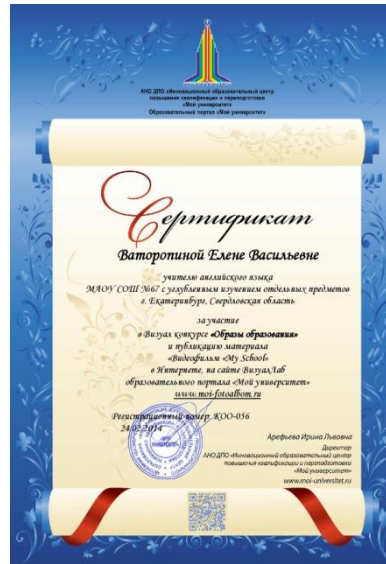 АНО ДПО «Инновационный образовательный центр
повышения квалификации и переподготовки
«Мой университет»
Образовательный портал «Мой университет»
Сертификат
Ваторопиной Елене Васильевне
учителю английского языка
МАОУ СОШ №67 с углубленным изучением отдельных предметов
г. Екатеринбург, Свердловская область
за участие
в Визуал конкурсе «Образы образования»
и публикацию материала
«Видеофильм «My School»
в Интернете, на сайте ВизуалЛаб
образовательного портала «Мой университет»
www.moi-fotoalbom.ru
Регистрационный номер ЖОО-056
24.02.2014
Арефьева Ирина Львовна
Директор
АНО ДПО «Инновационный образовательный центр
повышения квалификации и переподготовки
«Мой университет»
www.moi-universitet.ru